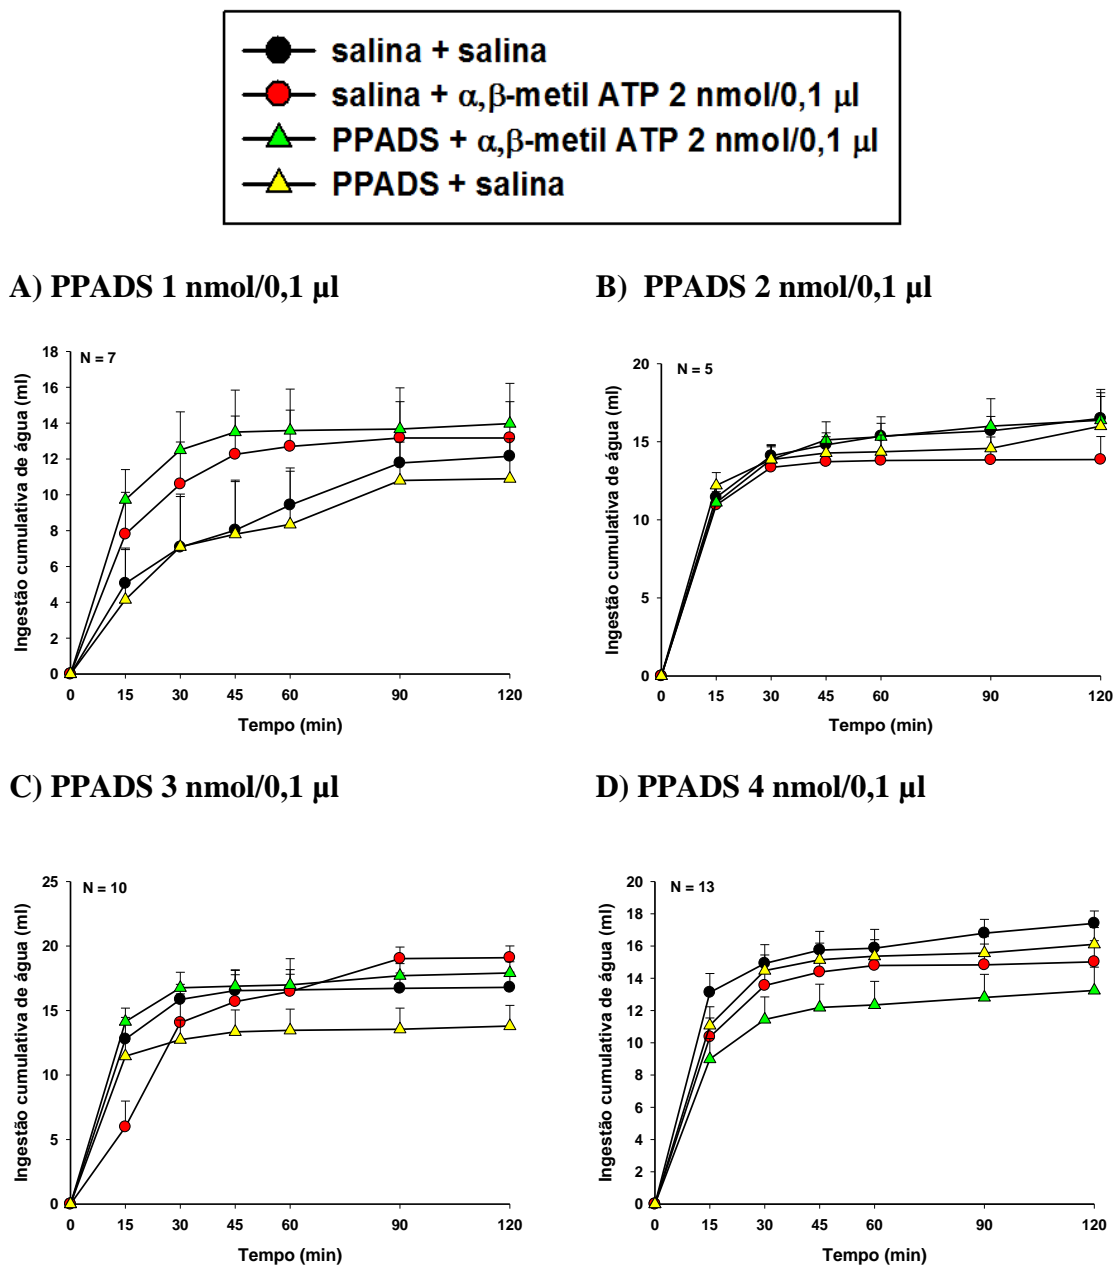 salina + salina
salina + α,β-metil ATP 2 nmol/0,1 μl
PPADS + α,β-metil ATP 2 nmol/0,1 μl
PPADS + salina
A) PPADS 1 nmol/0,1 µl
B) PPADS 2 nmol/0,1 µl
N = 7
Ingestão cumulativa de água (ml)
18
16
14
12
10
8
6
4
2
0
0 15 30 45 60 90 120
Tempo (min)
N = 5
Ingestão cumulativa de água (ml)
20
15
10
5
0
0 15 30 45 60 90 120
Tempo (min)
C) PPADS 3 nmol/0,1 µl
D) PPADS 4 nmol/0,1 µl
N = 10
Ingestão cumulativa de água (ml)
25
20
15
10
5
0
0 15 30 45 60 90 120
Tempo (min)
N = 13
Ingestão cumulativa de água (ml)
20
18
16
14
12
10
8
6
4
2
0
0 15 30 45 60 90 120
Tempo (min)